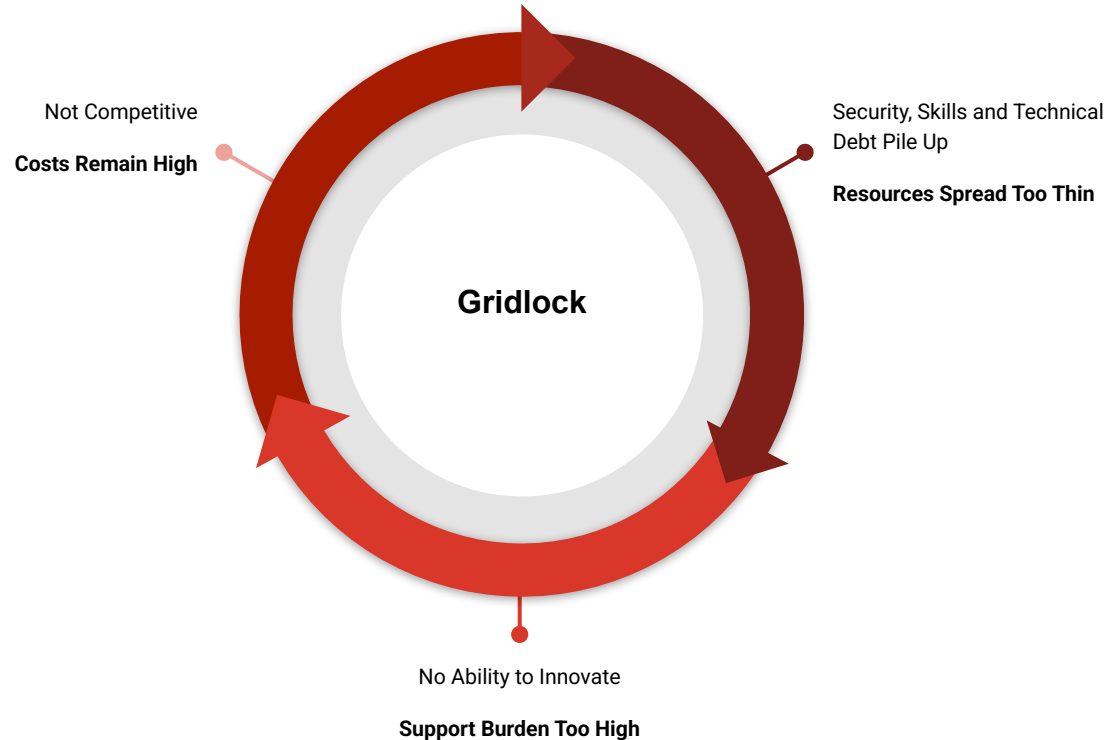 Not Competitive
Costs Remain High
Security, Skills and Technical
Debt Pile Up
Resources Spread Too Thin
Gridlock
No Ability to Innovate
Support Burden Too High